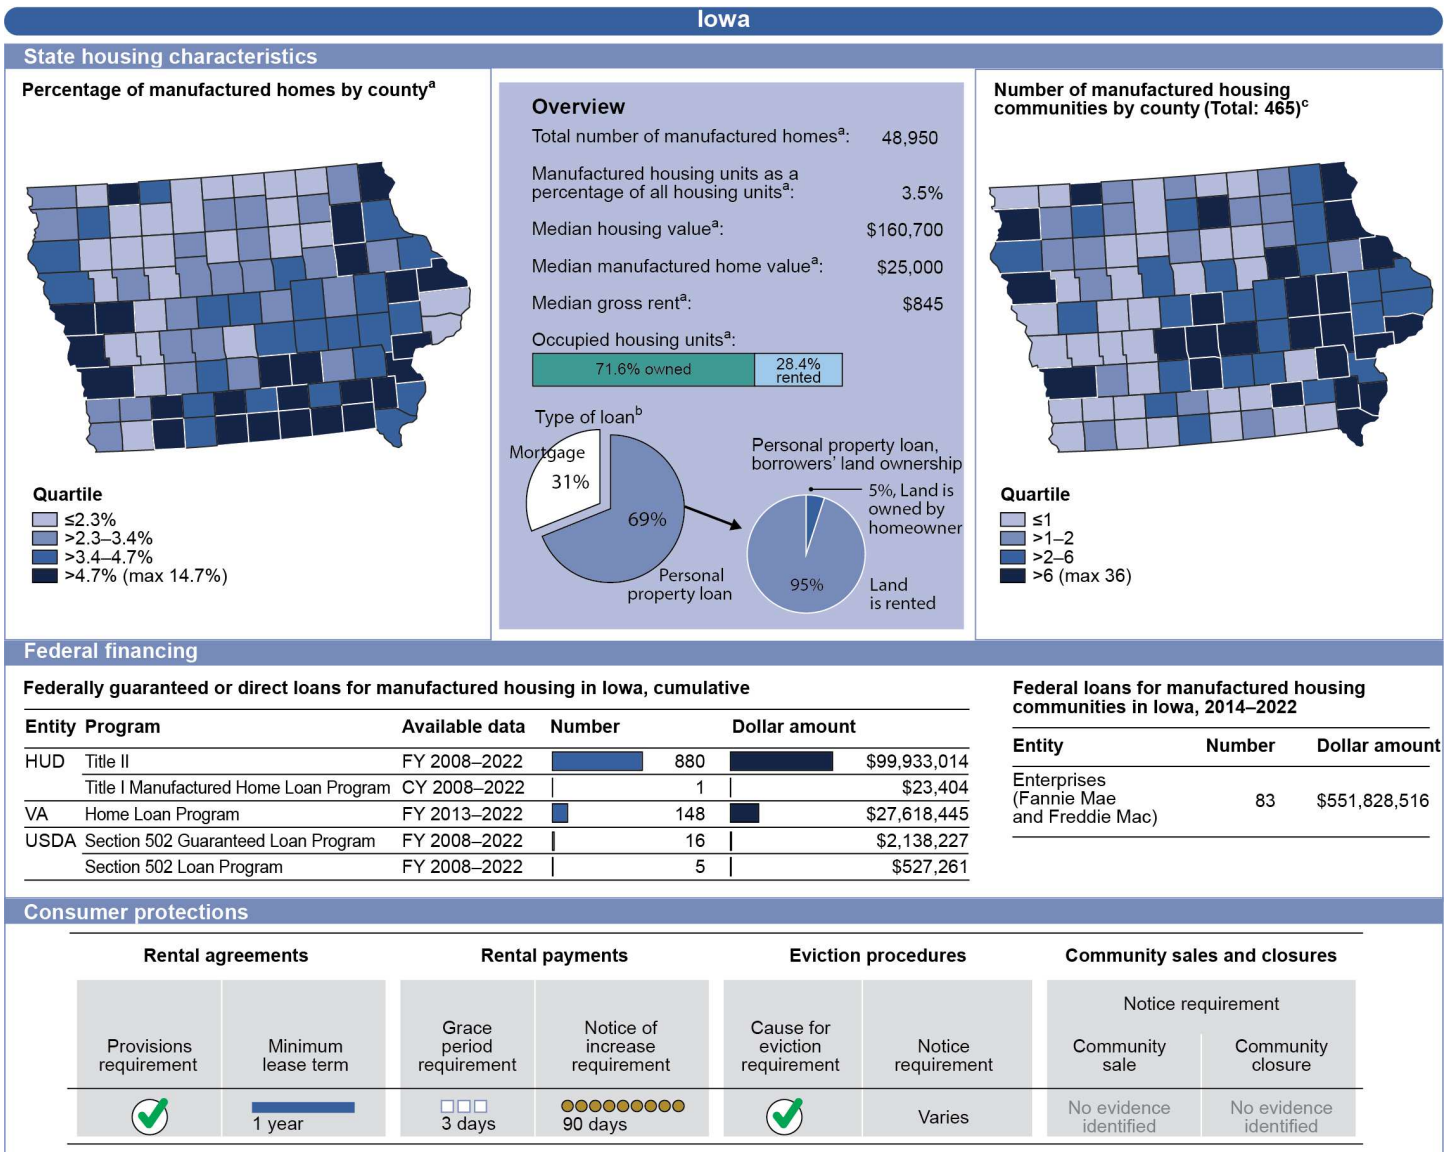 Iowa
State housing characteristics
Percentage of manufactured homes by countyᵃ
Quartile
≤2.3%
>2.3–3.4%
>3.4–4.7%
>4.7% (max 14.7%)
Overview
Total number of manufactured homesᵃ: 48,950
Manufactured housing units as a
percentage of all housing unitsᵃ: 3.5%
Median housing valueᵃ: $160,700
Median manufactured home valueᵃ: $25,000
Median gross rentᵃ: $845
Occupied housing unitsᵃ:
71.6% owned
28.4%
rented
Type of loanᵇ
Mortgage
31%
69%
Personal
property loan
Personal property loan,
borrowers' land ownership
5%, Land is
owned by
homeowner
95%
Land
is rented
Number of manufactured housing
communities by county (Total: 465)ᶜ
Quartile
≤1
>1–2
>2–6
>6 (max 36)
Federal financing
Federally guaranteed or direct loans for manufactured housing in Iowa, cumulative
Entity Program Available data Number Dollar amount
HUD Title II FY 2008–2022 880 $99,933,014
Title I Manufactured Home Loan Program CY 2008–2022 1 $23,404
VA Home Loan Program FY 2013–2022 148 $27,618,445
USDA Section 502 Guaranteed Loan Program FY 2008–2022 16 $2,138,227
Section 502 Loan Program FY 2008–2022 5 $527,261
Federal loans for manufactured housing
communities in Iowa, 2014–2022
Entity Number Dollar amount
Enterprises
(Fannie Mae
and Freddie Mac) 83 $551,828,516
Consumer protections
Rental agreements Rental payments Eviction procedures Community sales and closures
Provisions
requirement
Minimum
lease term
Grace
period
requirement
Notice of
increase
requirement
Cause for
eviction
requirement
Notice
requirement
Notice requirement
Community
sale
Community
closure
1 year
3 days
90 days
Varies
No evidence
identified
No evidence
identified